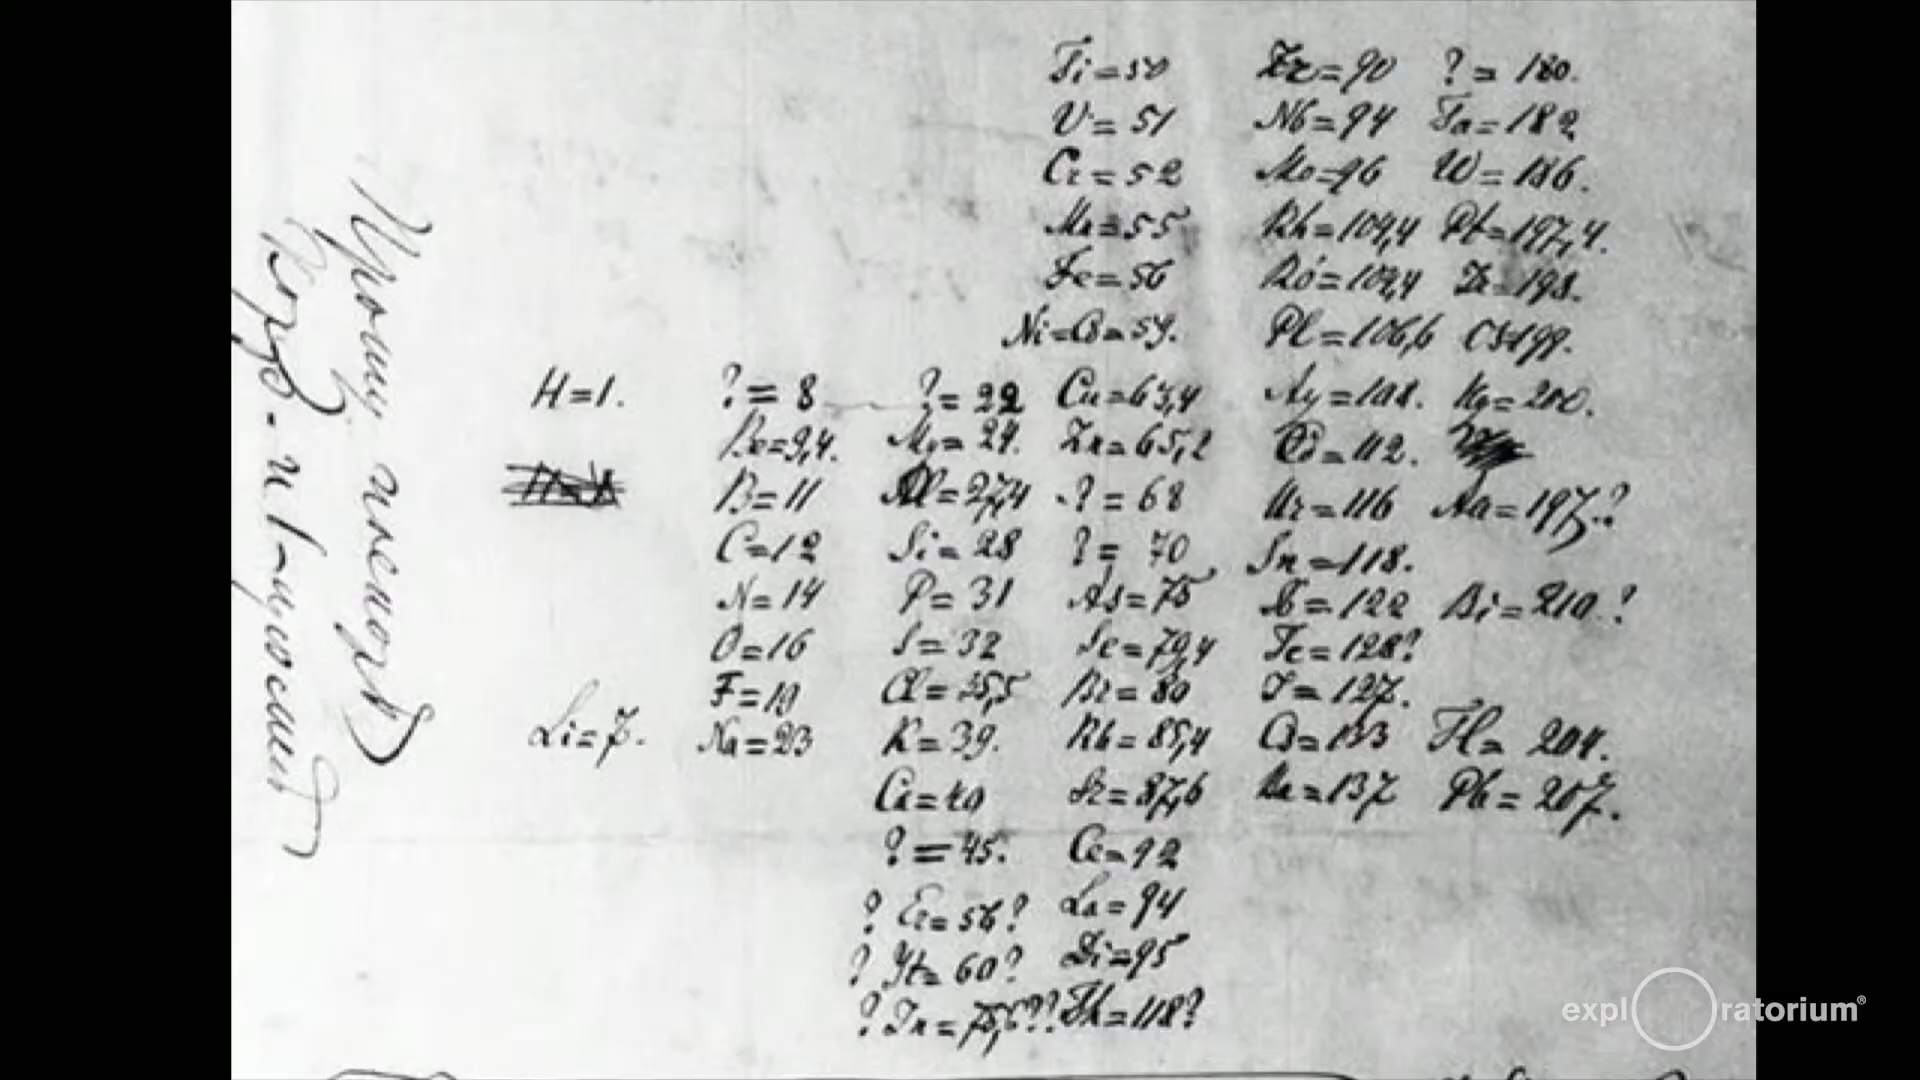 Ti=50 Zr=90 ?=180.
V=51 Nb=94 Ta=182
Cr=52 Mo=96 W=186.
Mn=55 Rh=104,4 Pt=197,4.
Fe=56 Ro=104,4 Ir=198.
Ni=Co=59. Pl=106,6 Os=199.
H=1. ?=8 ?=22 Cu=63,4 Ag=108. Hg=200.
Be=9,4. Mg=24. Zn=65,2 Cd=112.
B=11 Al=27,4 ?=68 Ur=116 Au=197?
C=12 Si=28 ?=70 Sn=118.
N=14 P=31 As=75 Sb=122 Bi=210?
O=16 S=32 Se=79,4 Te=128?
F=19 Cl=35,5 Br=80 J=127.
Li=7. Na=23 K=39. Rb=85,4 Cs=133 Tl=204.
Ca=40 Sr=87,6 Ba=137 Pb=207.
?=45. Ce=92
?Er=56? La=94
?Yt=60? Di=95
?In=75,6?? Th=118?
exploratorium®